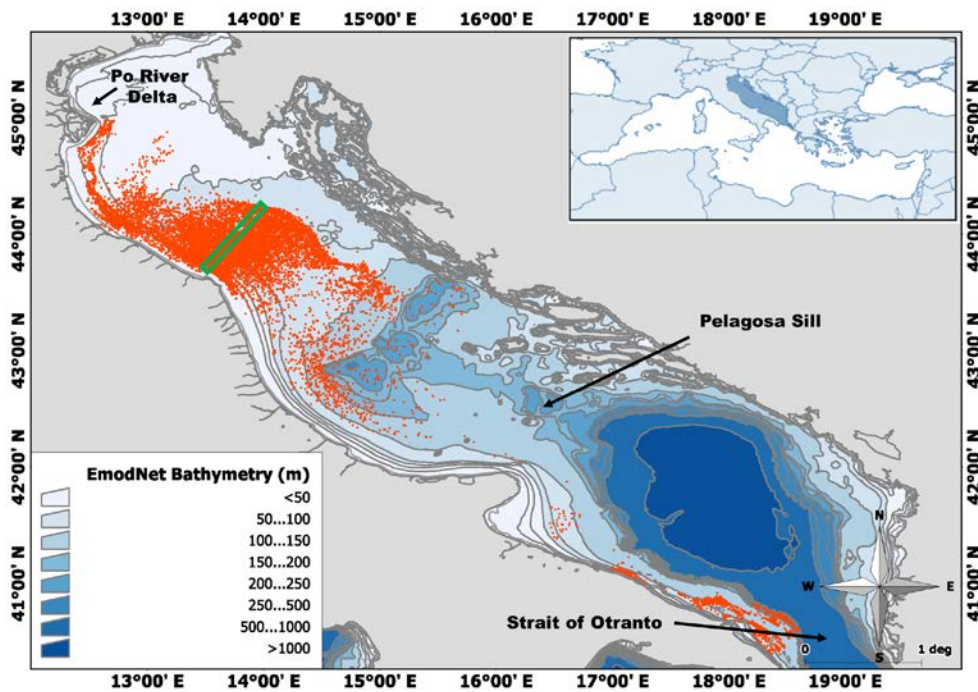 13°00' E 14°00' E 15°00' E 16°00' E 17°00' E 18°00' E 19°00' E
Po River
Delta
45°00' N
45°00' N
44°00' N
44°00' N
Pelagosa Sill
43°00' N
43°00' N
EmodNet Bathymetry (m)
<50
50...100
100...150
150...200
200...250
250...500
500...1000
>1000
42°00' N
42°00' N
N
W
E
S
41°00' N
41°00' N
Strait of Otranto
0
1 deg
13°00' E 14°00' E 15°00' E 16°00' E 17°00' E 18°00' E 19°00' E